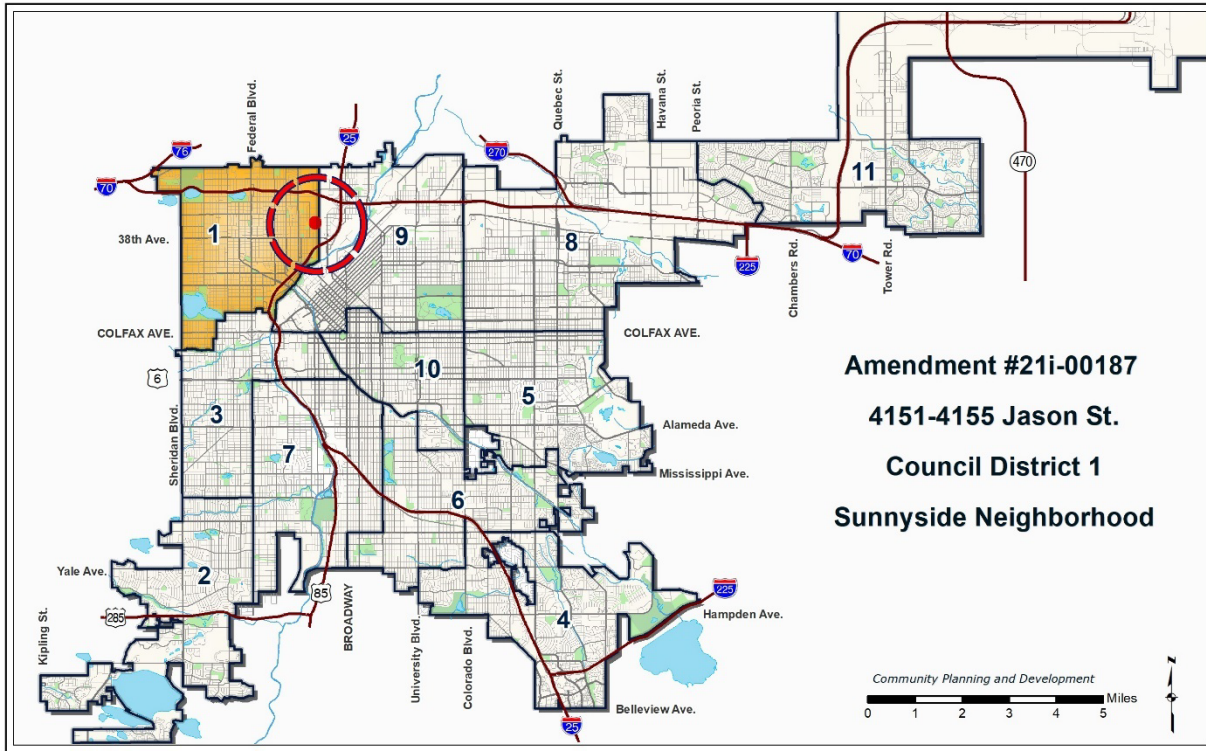 Federal Blvd.
Quebec St.
Havana St.
Peoria St.
76
25
270
70
470
11
1
38th Ave.
9
8
225
70
Chambers Rd.
Tower Rd.
COLFAX AVE.
COLFAX AVE.
6
10
5
3
Sheridan Blvd.
7
Alameda Ave.
Mississippi Ave.
6
Yale Ave.
2
85
BROADWAY
285
Kipling St.
University Blvd.
Colorado Blvd.
4
225
Hampden Ave.
Belleview Ave.
25
Amendment #21i-00187
4151-4155 Jason St.
Council District 1
Sunnyside Neighborhood
Community Planning and Development
Miles
0 1 2 3 4 5
N